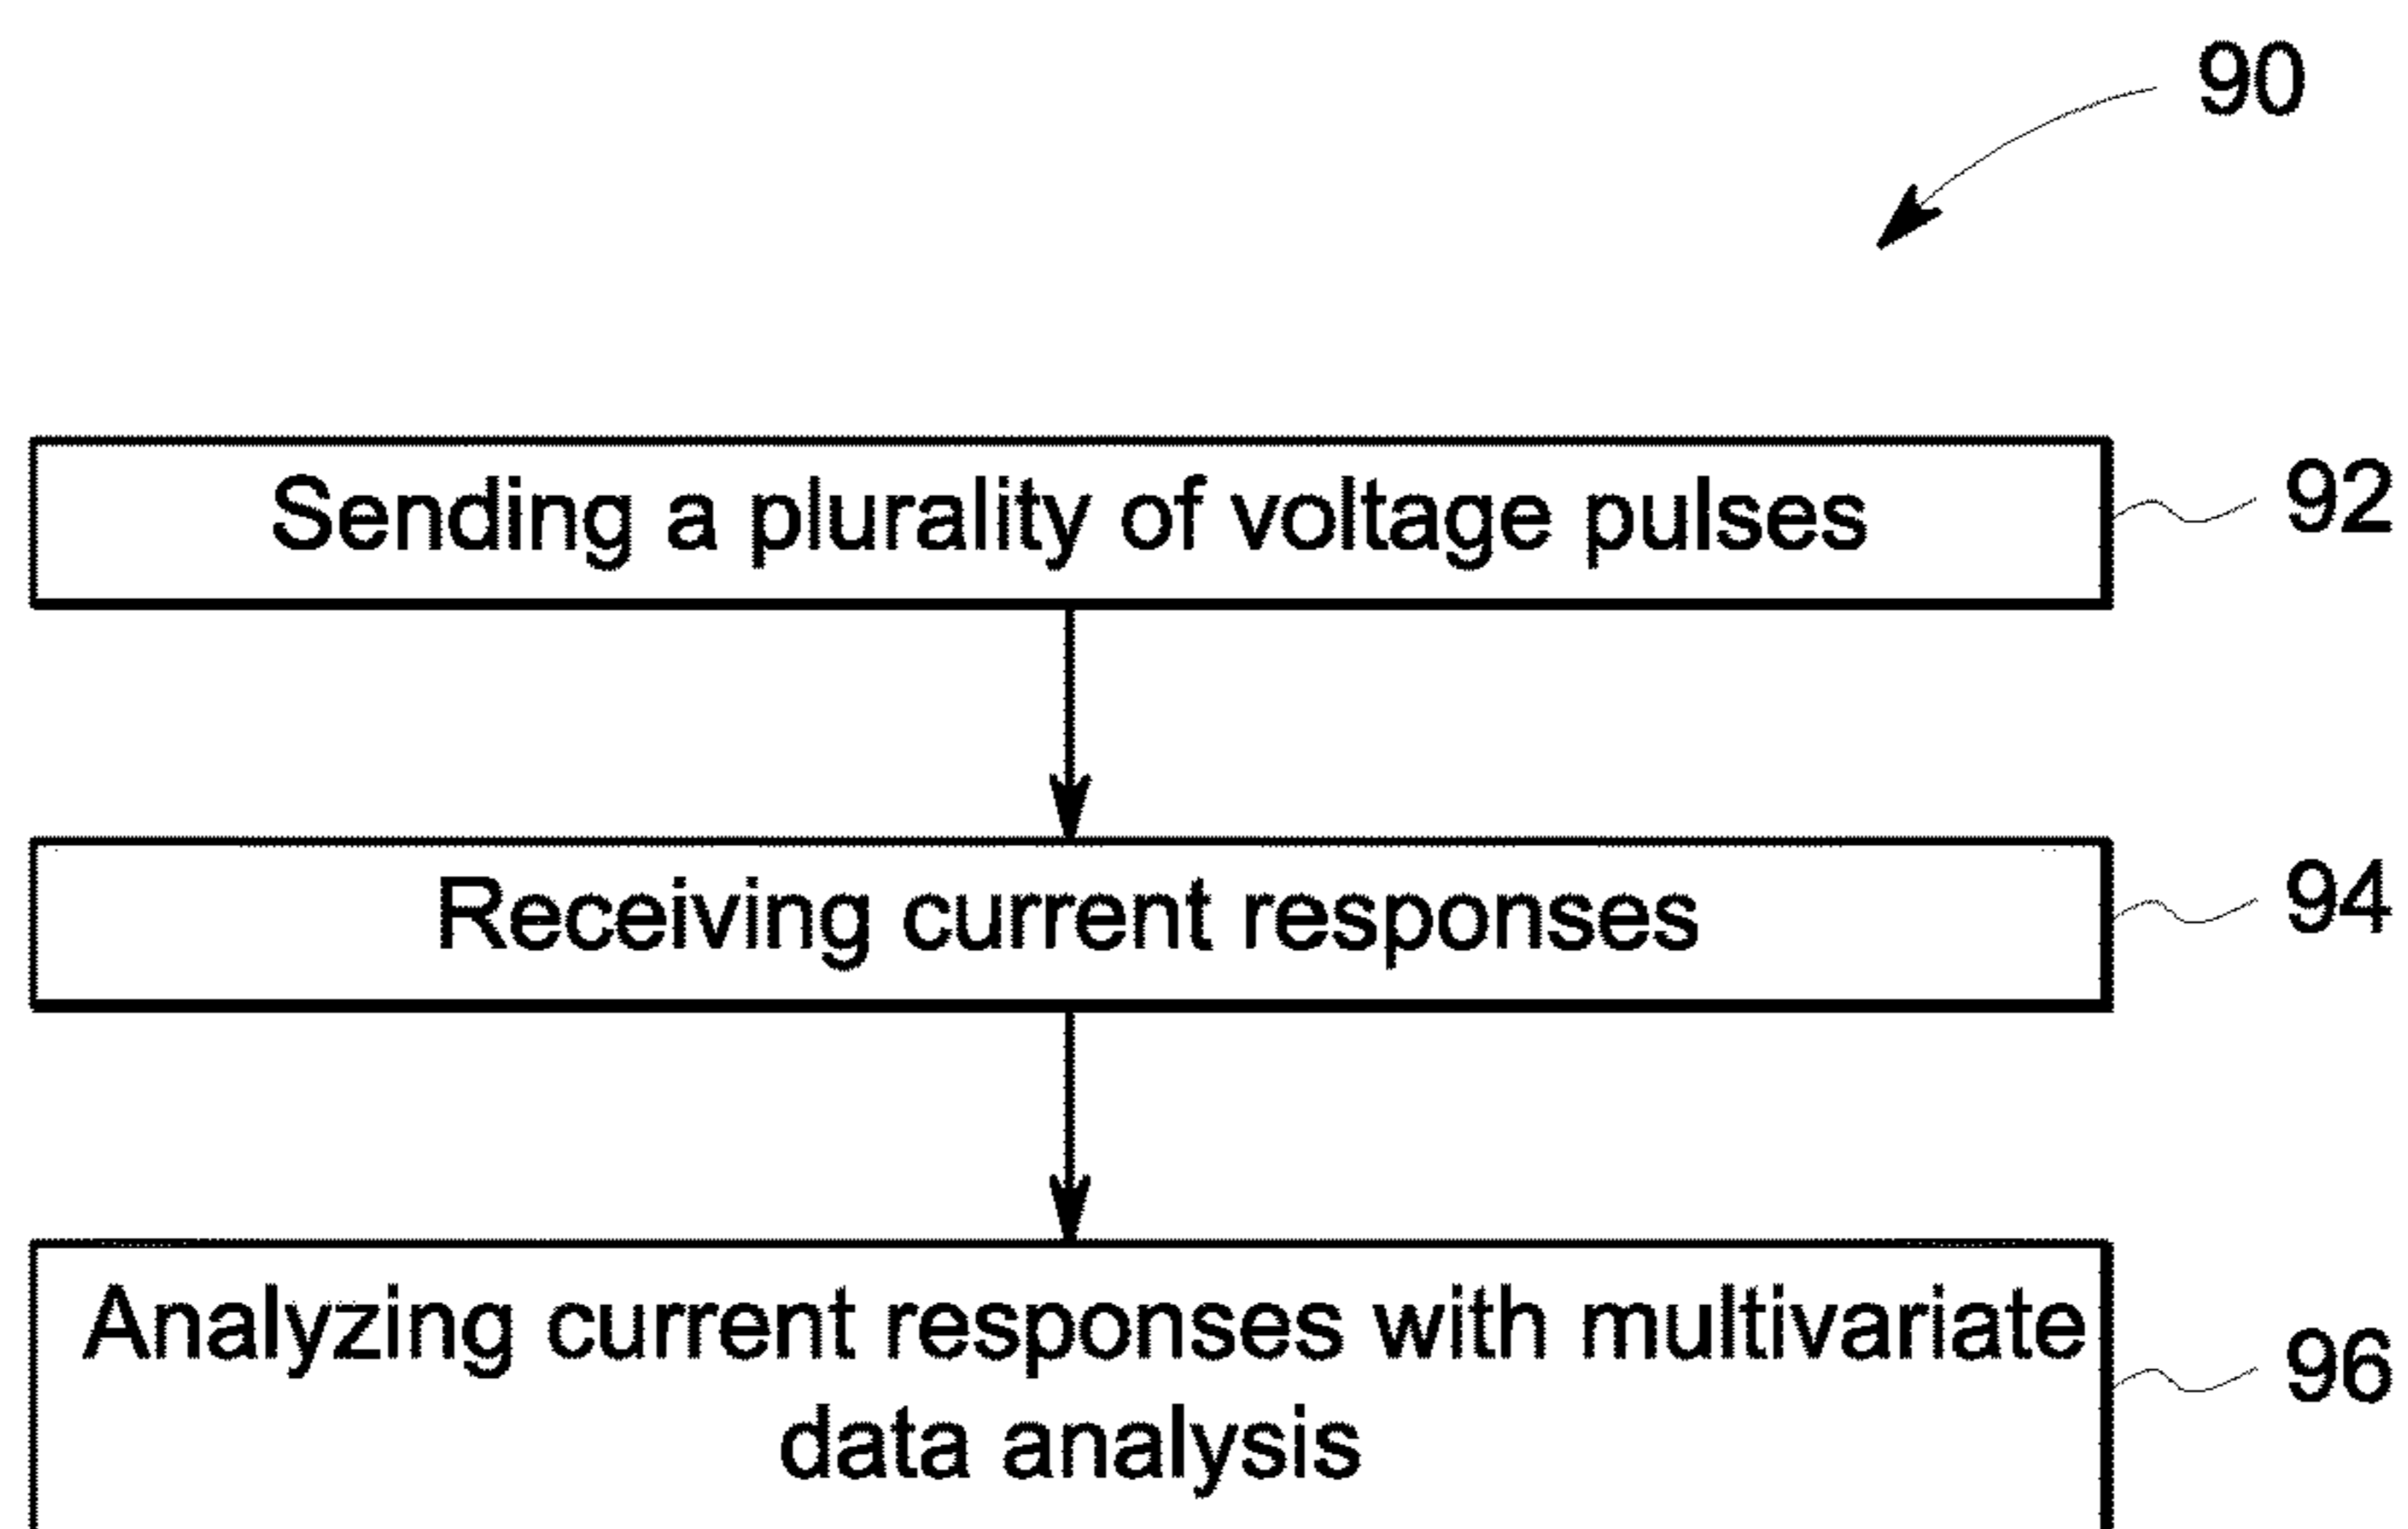 90
Sending a plurality of voltage pulses
92
Receiving current responses
94
Analyzing current responses with multivariate
data analysis
96